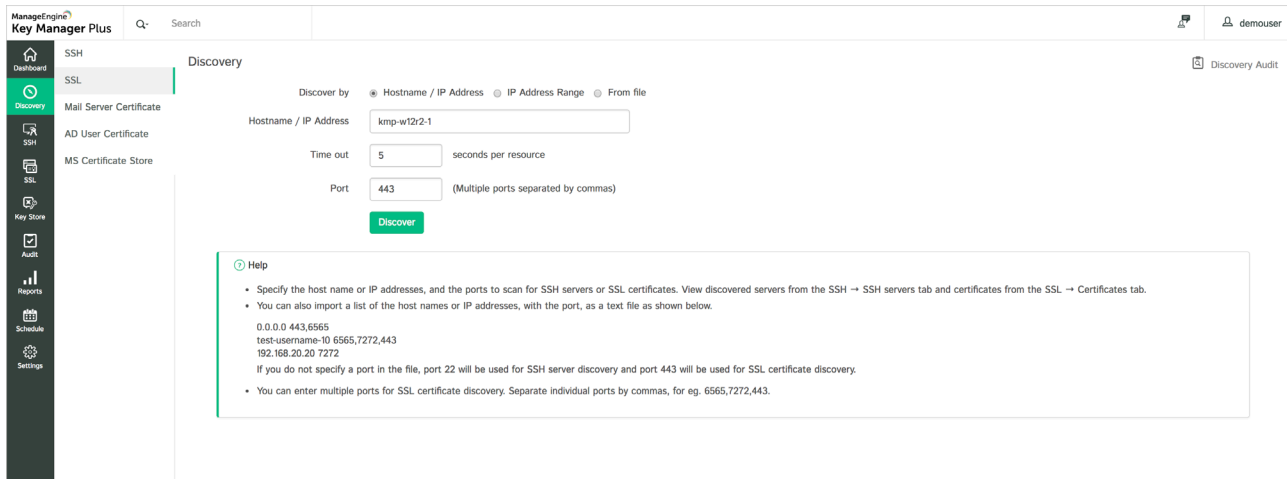 ManageEngine
Key Manager Plus
Search
demouser
Dashboard
Discovery
SSH
SSL
Key Store
Audit
Reports
Schedule
Settings
SSH
SSL
Mail Server Certificate
AD User Certificate
MS Certificate Store
Discovery
Discovery Audit
Discover by Hostname / IP Address IP Address Range From file
Hostname / IP Address kmp-w12r2-1
Time out 5 seconds per resource
Port 443 (Multiple ports separated by commas)
Discover
? Help
• Specify the host name or IP addresses, and the ports to scan for SSH servers or SSL certificates. View discovered servers from the SSH → SSH servers tab and certificates from the SSL → Certificates tab.
• You can also import a list of the host names or IP addresses, with the port, as a text file as shown below.
0.0.0.0 443,6565
test-username-10 6565,7272,443
192.168.20.20 7272
If you do not specify a port in the file, port 22 will be used for SSH server discovery and port 443 will be used for SSL certificate discovery.
• You can enter multiple ports for SSL certificate discovery. Separate individual ports by commas, for eg. 6565,7272,443.